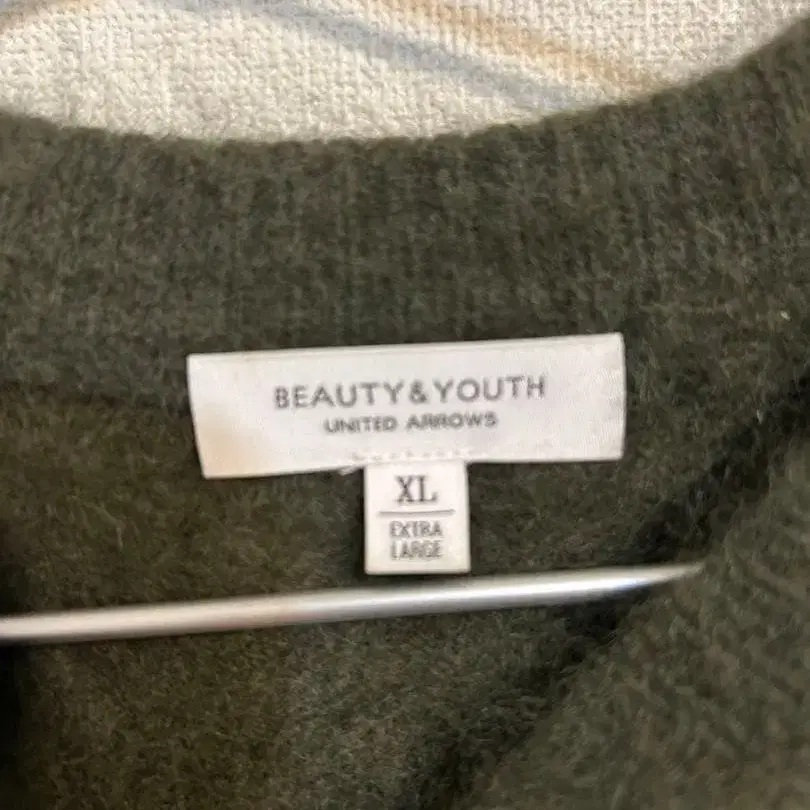 BEAUTY & YOUTH
UNITED ARROWS
XL
EXTRA
LARGE